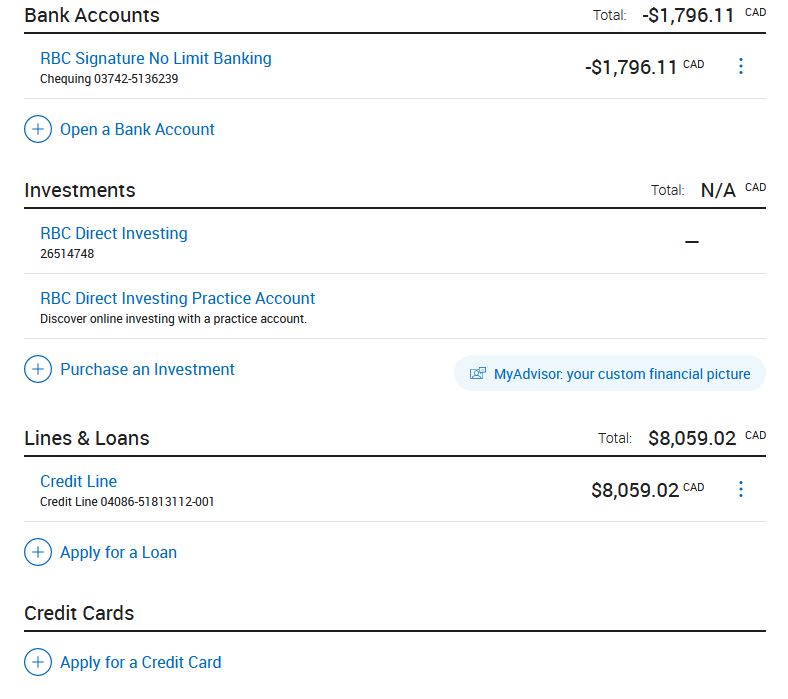 Bank Accounts Total: -$1,796.11 CAD
RBC Signature No Limit Banking -$1,796.11 CAD
Chequing 03742-5136239
Open a Bank Account
Investments Total: N/A CAD
RBC Direct Investing —
26514748
RBC Direct Investing Practice Account
Discover online investing with a practice account.
Purchase an Investment MyAdvisor: your custom financial picture
Lines & Loans Total: $8,059.02 CAD
Credit Line $8,059.02 CAD
Credit Line 04086-51813112-001
Apply for a Loan
Credit Cards
Apply for a Credit Card